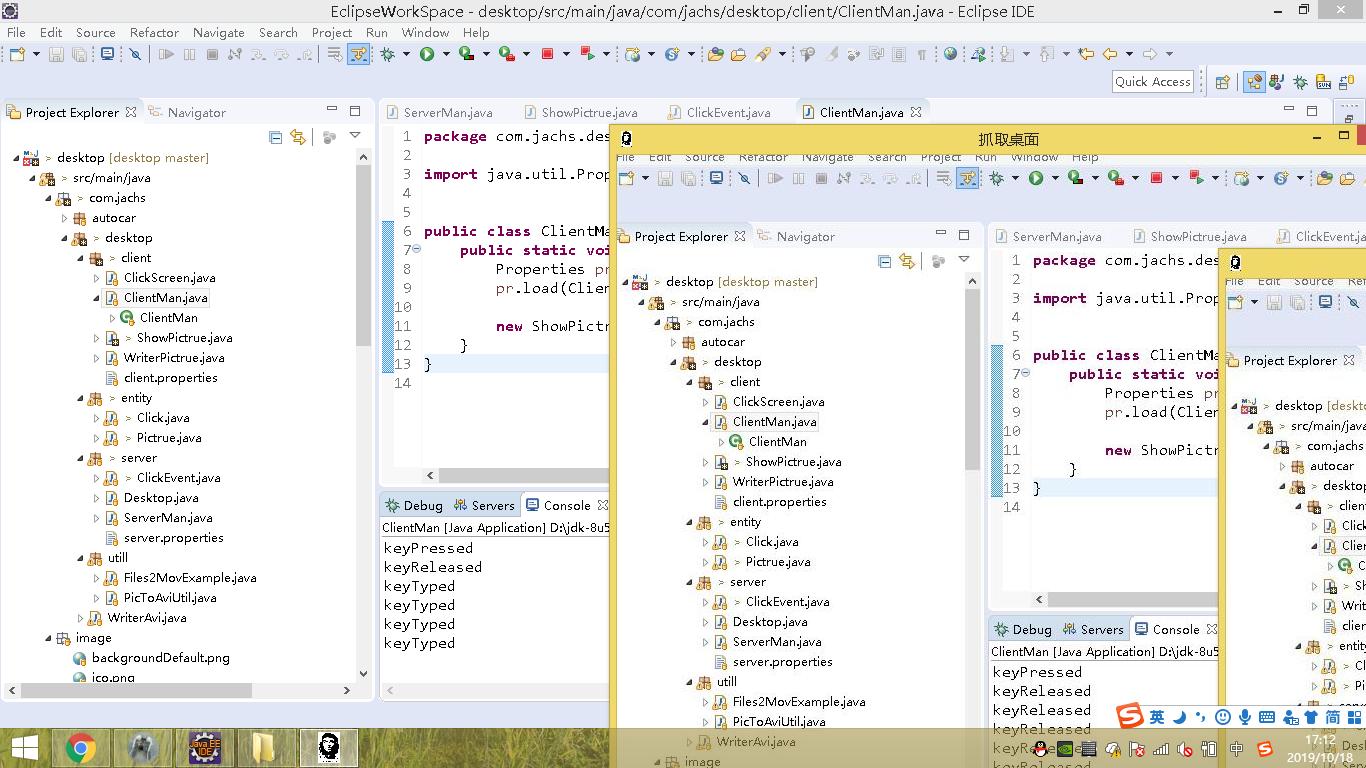 EclipseWorkSpace - desktop/src/main/java/com/jachs/desktop/client/ClientMan.java - Eclipse IDE
File Edit Source Refactor Navigate Search Project Run Window Help
Quick Access
Project Explorer Navigator
desktop [desktop master]
src/main/java
com.jachs
autocar
desktop
client
ClickScreen.java
ClientMan.java
ClientMan
ShowPictrue.java
WriterPictrue.java
client.properties
entity
Click.java
Pictrue.java
server
ClickEvent.java
Desktop.java
ServerMan.java
server.properties
utill
Files2MovExample.java
PicToAviUtil.java
WriterAvi.java
image
backgroundDefault.png
ico.png
ServerMan.java ShowPictrue.java ClickEvent.java ClientMan.java
1 package com.jachs.des
2
3 import java.util.Prop
4
5
6 public class ClientMa
7 public static voi
8 Properties pr
9 pr.load(Clien
10
11 new ShowPictr
12 }
13 }
14
Debug Servers Console
ClientMan [Java Application] D:\jdk-8u5
keyPressed
keyReleased
keyTyped
keyTyped
keyTyped
keyTyped
抓取桌面
File Edit Source Refactor Navigate Search Project Run Window Help
Project Explorer Navigator
desktop [desktop master]
src/main/java
com.jachs
autocar
desktop
client
ClickScreen.java
ClientMan.java
ClientMan
ShowPictrue.java
WriterPictrue.java
client.properties
entity
Click.java
Pictrue.java
server
ClickEvent.java
Desktop.java
ServerMan.java
server.properties
utill
Files2MovExample.java
PicToAviUtil.java
WriterAvi.java
image
ServerMan.java ShowPictrue.java ClickEvent.ja
1 package com.jachs.des
2
3 import java.util.Prop
4
5
6 public class ClientMa
7 public static voi
8 Properties pr
9 pr.load(Clien
10
11 new ShowPictr
12 }
13 }
14
Debug Servers Console
ClientMan [Java Application] D:\jdk-8u5
keyPressed
keyReleased
keyReleased
keyReleased
File Edit Source Refac
Project Explorer
desktop [deskto
src/main/java
com.jachs
autocar
desktop
client
Click
Clier
C
Sh
Writ
clier
entity
Cl
Pi
英 简
Java EE IDE
中
17:12
2019/10/18